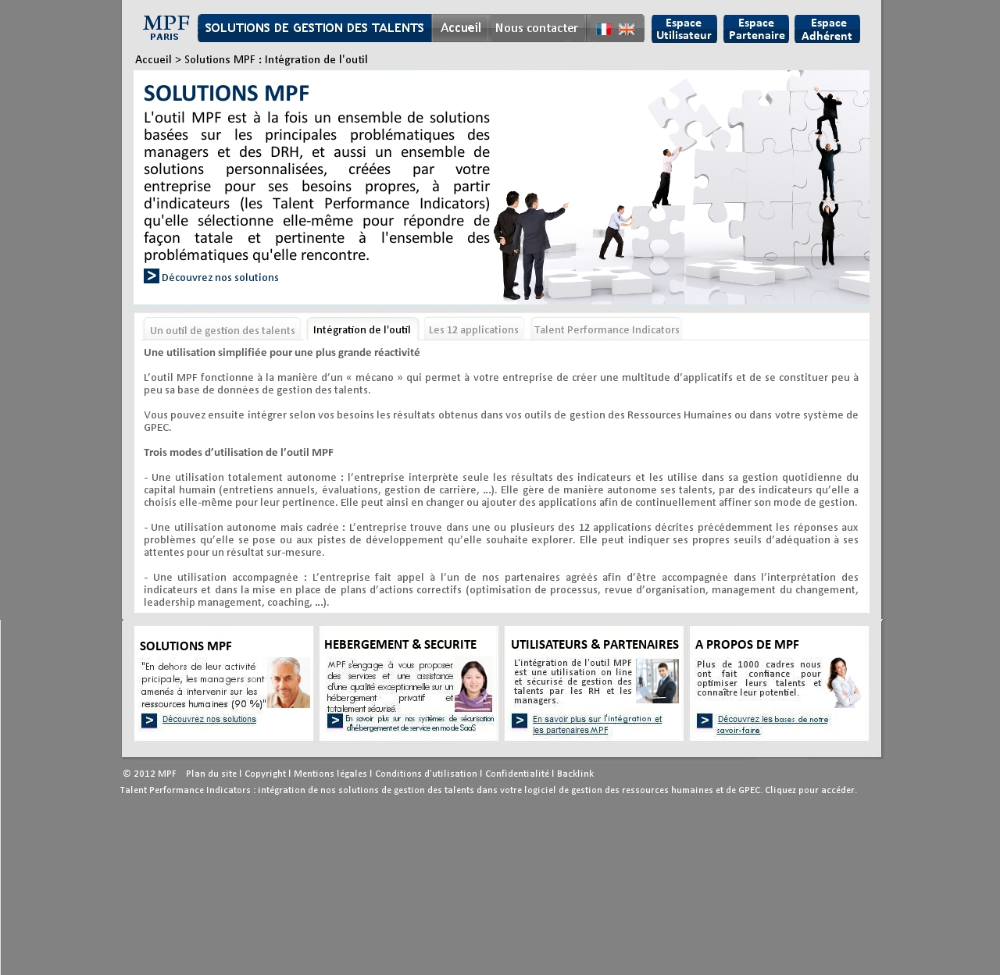 MPF
PARIS
SOLUTIONS DE GESTION DES TALENTS
Accueil
Nous contacter
Espace
Utilisateur
Espace
Partenaire
Espace
Adhérent
Accueil > Solutions MPF : Intégration de l'outil
SOLUTIONS MPF
L'outil MPF est à la fois un ensemble de solutions
basées sur les principales problématiques des
managers et des DRH, et aussi un ensemble de
solutions personnalisées, créées par votre
entreprise pour ses besoins propres, à partir
d'indicateurs (les Talent Performance Indicators)
qu'elle sélectionne elle-même pour répondre de
façon tatale et pertinente à l'ensemble des
problématiques qu'elle rencontre.
> Découvrez nos solutions
Un outil de gestion des talents
Intégration de l'outil
Les 12 applications
Talent Performance Indicators
Une utilisation simplifiée pour une plus grande réactivité
L’outil MPF fonctionne à la manière d’un « mécano » qui permet à votre entreprise de créer une multitude d’applicatifs et de se constituer peu à
peu sa base de données de gestion des talents.
Vous pouvez ensuite intégrer selon vos besoins les résultats obtenus dans vos outils de gestion des Ressources Humaines ou dans votre système de
GPEC.
Trois modes d’utilisation de l’outil MPF
- Une utilisation totalement autonome : l’entreprise interprète seule les résultats des indicateurs et les utilise dans sa gestion quotidienne du
capital humain (entretiens annuels, évaluations, gestion de carrière, ...). Elle gère de manière autonome ses talents, par des indicateurs qu’elle a
choisis elle-même pour leur pertinence. Elle peut ainsi en changer ou ajouter des applications afin de continuellement affiner son mode de gestion.
- Une utilisation autonome mais cadrée : L’entreprise trouve dans une ou plusieurs des 12 applications décrites précédemment les réponses aux
problèmes qu’elle se pose ou aux pistes de développement qu’elle souhaite explorer. Elle peut indiquer ses propres seuils d’adéquation à ses
attentes pour un résultat sur-mesure.
- Une utilisation accompagnée : L’entreprise fait appel à l’un de nos partenaires agréés afin d’être accompagnée dans l’interprétation des
indicateurs et dans la mise en place de plans d’actions correctifs (optimisation de processus, revue d’organisation, management du changement,
leadership management, coaching, ...).
SOLUTIONS MPF
"En dehors de leur activité
pricipale, les managers sont
amenés à intervenir sur les
ressources humaines (90 %)"
> Découvrez nos solutions
HEBERGEMENT & SECURITE
MPF s'engage à vous proposer
des services et une assistance
d'une qualité exceptionnelle sur un
hébergement privatif et
totalement sécurisé.
> En savoir plus sur nos systèmes de sécurisation
d'hébergement et de service en mode SaaS
UTILISATEURS & PARTENAIRES
L'intégration de l'outil MPF
est une utilisation on line
et sécurisé de gestion des
talents par les RH et les
managers.
> En savoir plus sur l'intégration et
les partenaires MPF
A PROPOS DE MPF
Plus de 1000 cadres nous
ont fait confiance pour
optimiser leurs talents et
connaître leur potentiel.
> Découvrez les bases de notre
savoir-faire
© 2012 MPF Plan du site l Copyright l Mentions légales l Conditions d'utilisation l Confidentialité l Backlink
Talent Performance Indicators : intégration de nos solutions de gestion des talents dans votre logiciel de gestion des ressources humaines et de GPEC. Cliquez pour accéder.